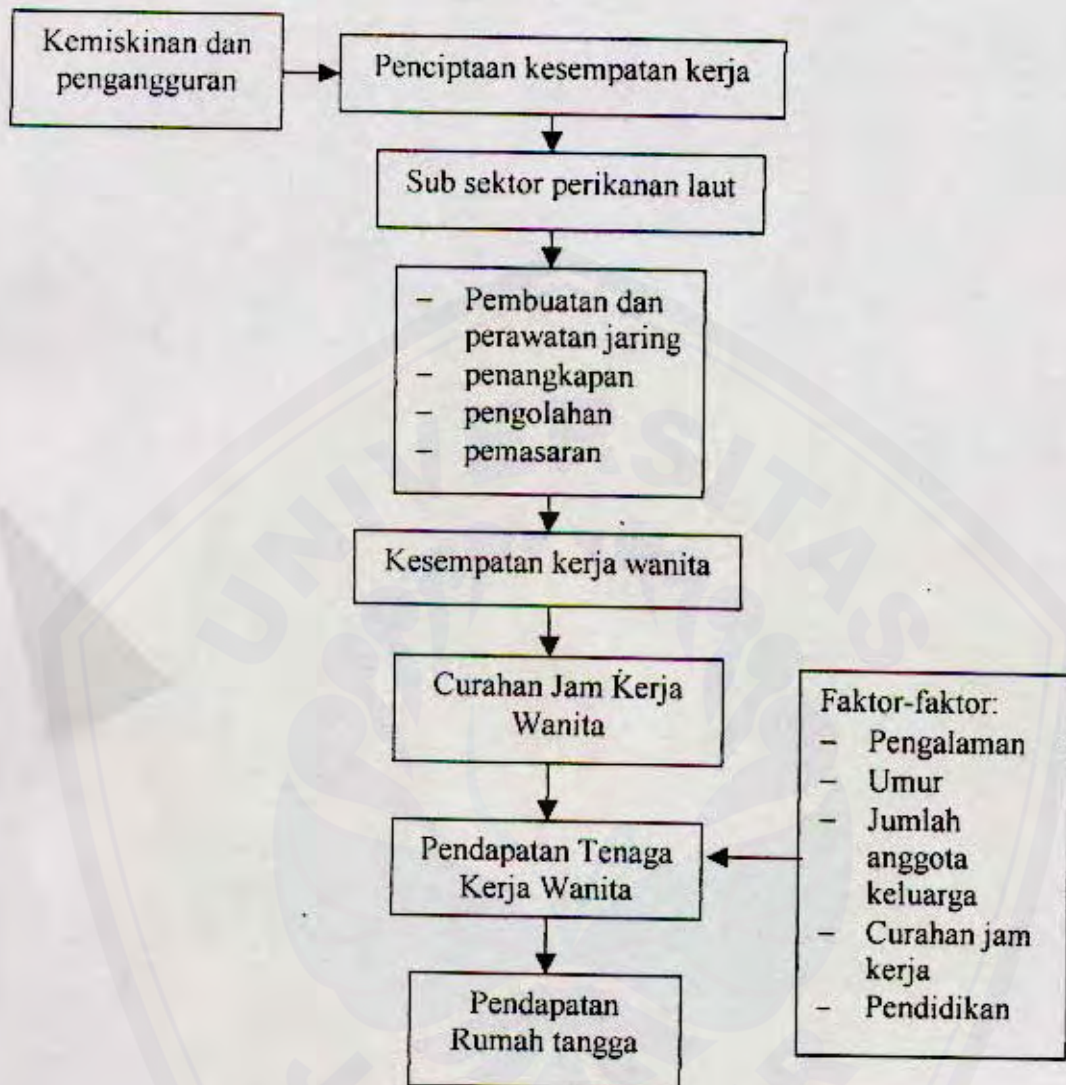 Kemiskinan dan
pengangguran
Penciptaan kesempatan kerja
Sub sektor perikanan laut
– Pembuatan dan
perawatan jaring
– penangkapan
– pengolahan
– pemasaran
Kesempatan kerja wanita
Curahan Jam Kerja
Wanita
Faktor-faktor:
– Pengalaman
– Umur
– Jumlah
anggota
keluarga
– Curahan jam
kerja
– Pendidikan
Pendapatan Tenaga
Kerja Wanita
Pendapatan
Rumah tangga
UNIVERSITAS